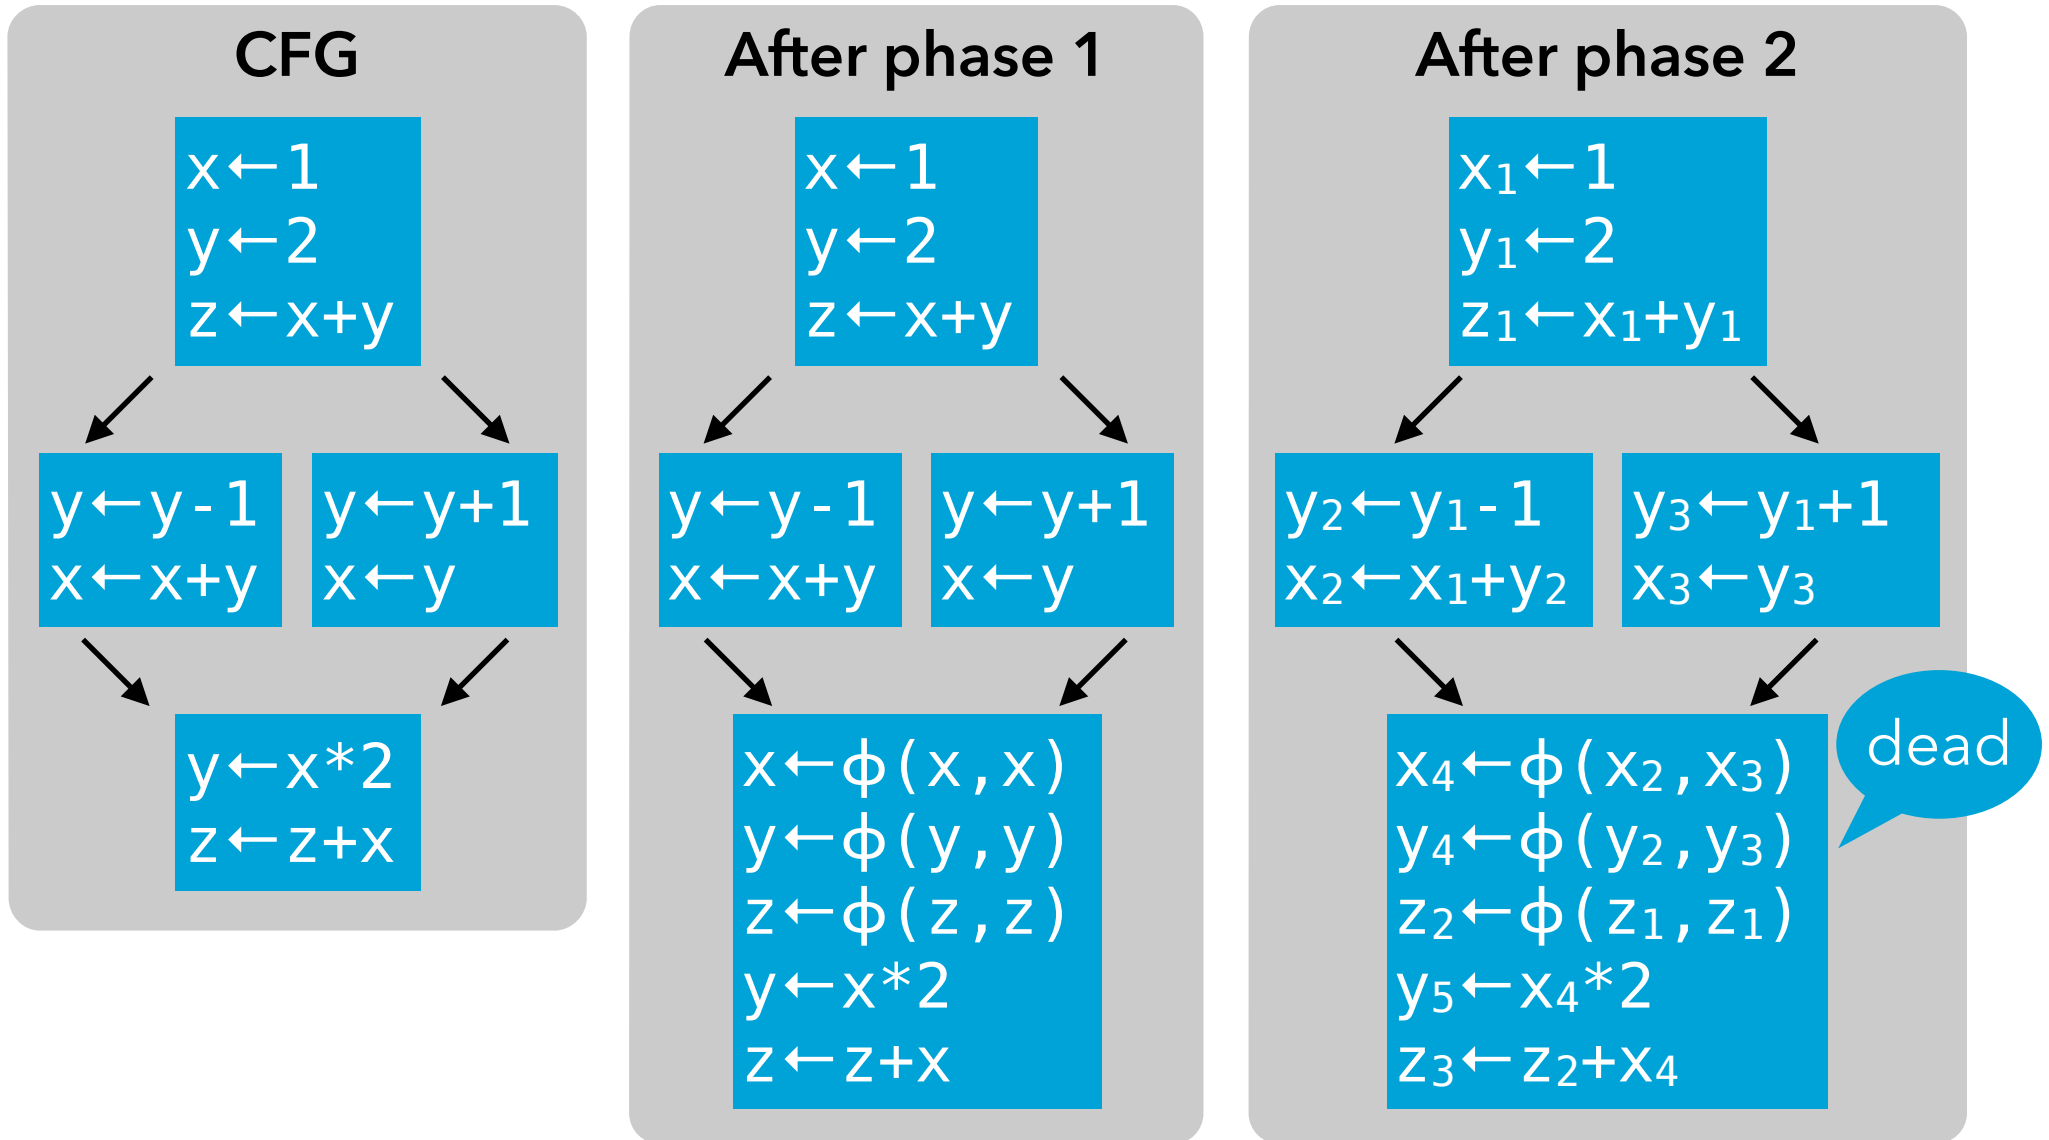 CFG
x←1
y←2
z←x+y
y←y-1
x←x+y
y←y+1
x←y
y←x*2
z←z+x
After phase 1
x←1
y←2
z←x+y
y←y-1
x←x+y
y←y+1
x←y
x←ϕ(x,x)
y←ϕ(y,y)
z←ϕ(z,z)
y←x*2
z←z+x
After phase 2
x₁←1
y₁←2
z₁←x₁+y₁
y₂←y₁-1
x₂←x₁+y₂
y₃←y₁+1
x₃←y₃
x₄←ϕ(x₂,x₃)
y₄←ϕ(y₂,y₃)
z₂←ϕ(z₁,z₁)
y₅←x₄*2
z₃←z₂+x₄
dead